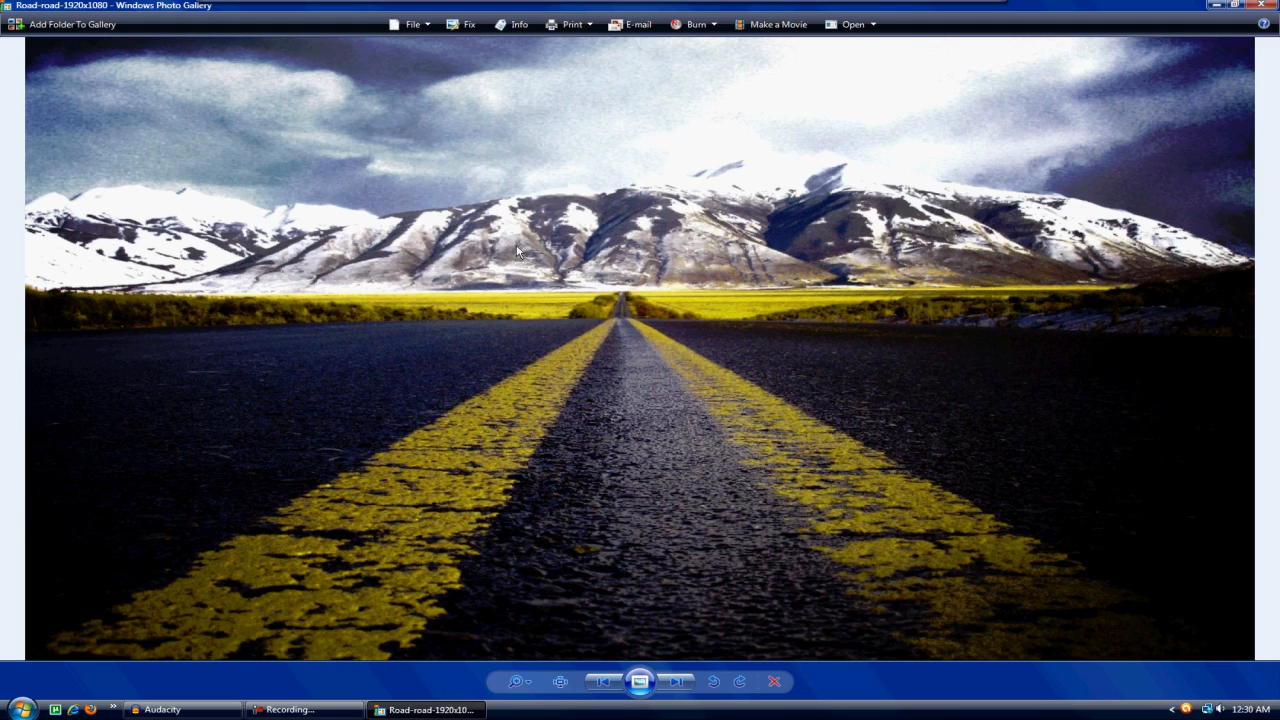 Road-road-1920x1080 - Windows Photo Gallery
Add Folder To Gallery File Fix Info Print E-mail Burn Make a Movie Open
Audacity Recording... Road-road-1920x10... 12:30 AM